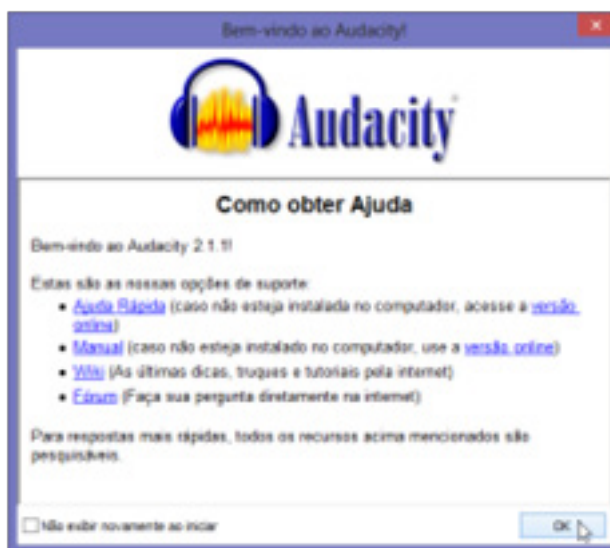 Bem-vindo ao Audacity!
Audacity
Como obter Ajuda
Bem-vindo ao Audacity 2.1.1!
Estas são as nossas opções de suporte:
• Ajuda Rápida (caso não esteja instalada no computador, acesse a versão
online)
• Manual (caso não esteja instalado no computador, use a versão online)
• Wiki (As últimas dicas, truques e tutoriais pela internet)
• Fórum (Faça sua pergunta diretamente na internet)
Para respostas mais rápidas, todos os recursos acima mencionados são
pesquisáveis.
Não exibir novamente ao iniciar
OK